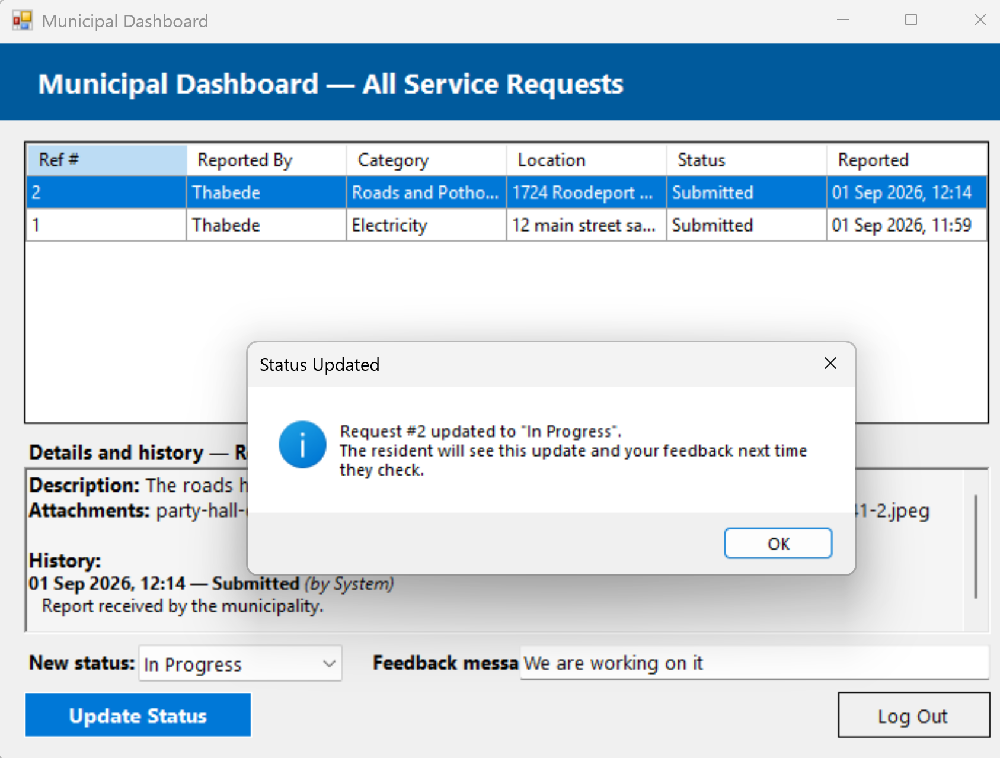 Municipal Dashboard
Municipal Dashboard — All Service Requests
Ref # Reported By Category Location Status Reported
2 Thabede Roads and Potho... 1724 Roodeport ... Submitted 01 Sep 2026, 12:14
1 Thabede Electricity 12 main street sa... Submitted 01 Sep 2026, 11:59
Status Updated
Request #2 updated to "In Progress".
The resident will see this update and your feedback next time
they check.
OK
Details and history — R
Description: The roads h
Attachments: party-hall- 41-2.jpeg
History:
01 Sep 2026, 12:14 — Submitted (by System)
Report received by the municipality.
New status: In Progress Feedback messa We are working on it
Update Status Log Out